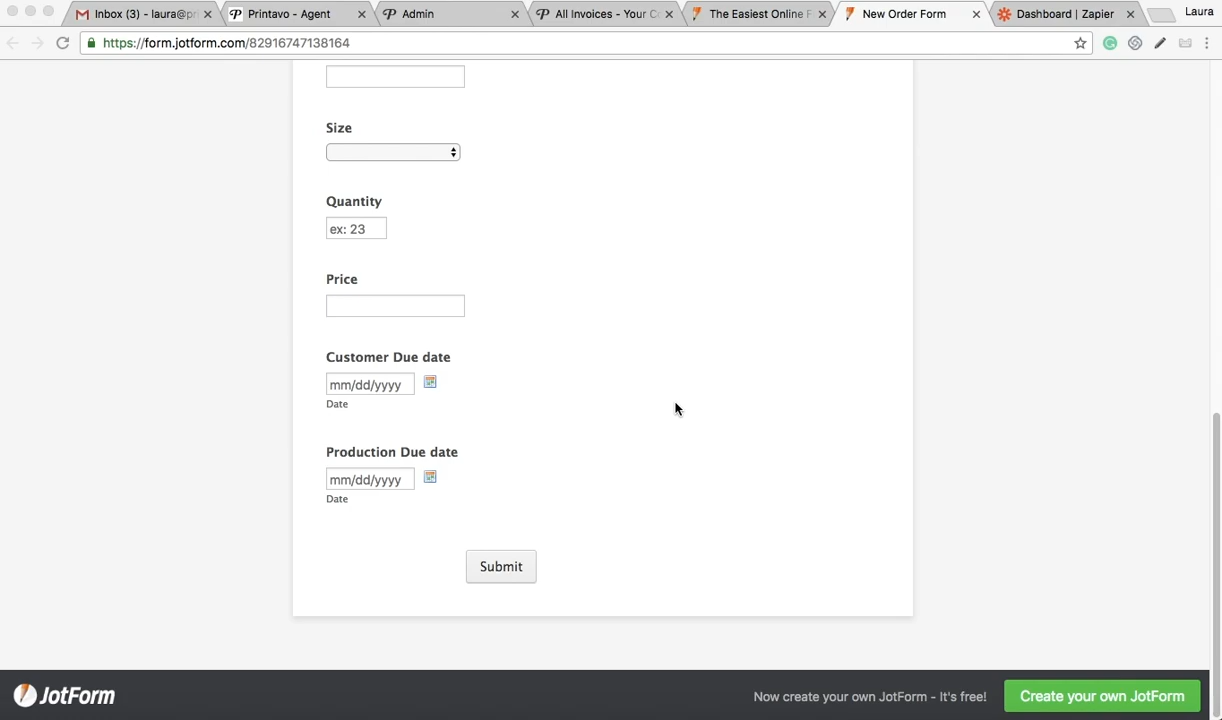 Inbox (3) - laura@pr
Printavo - Agent
Admin
All Invoices - Your C
The Easiest Online F
New Order Form
Dashboard | Zapier
Laura
https://form.jotform.com/82916747138164
Size
Quantity
ex: 23
Price
Customer Due date
mm/dd/yyyy
Date
Production Due date
mm/dd/yyyy
Date
Submit
JotForm
Now create your own JotForm - It's free!
Create your own JotForm